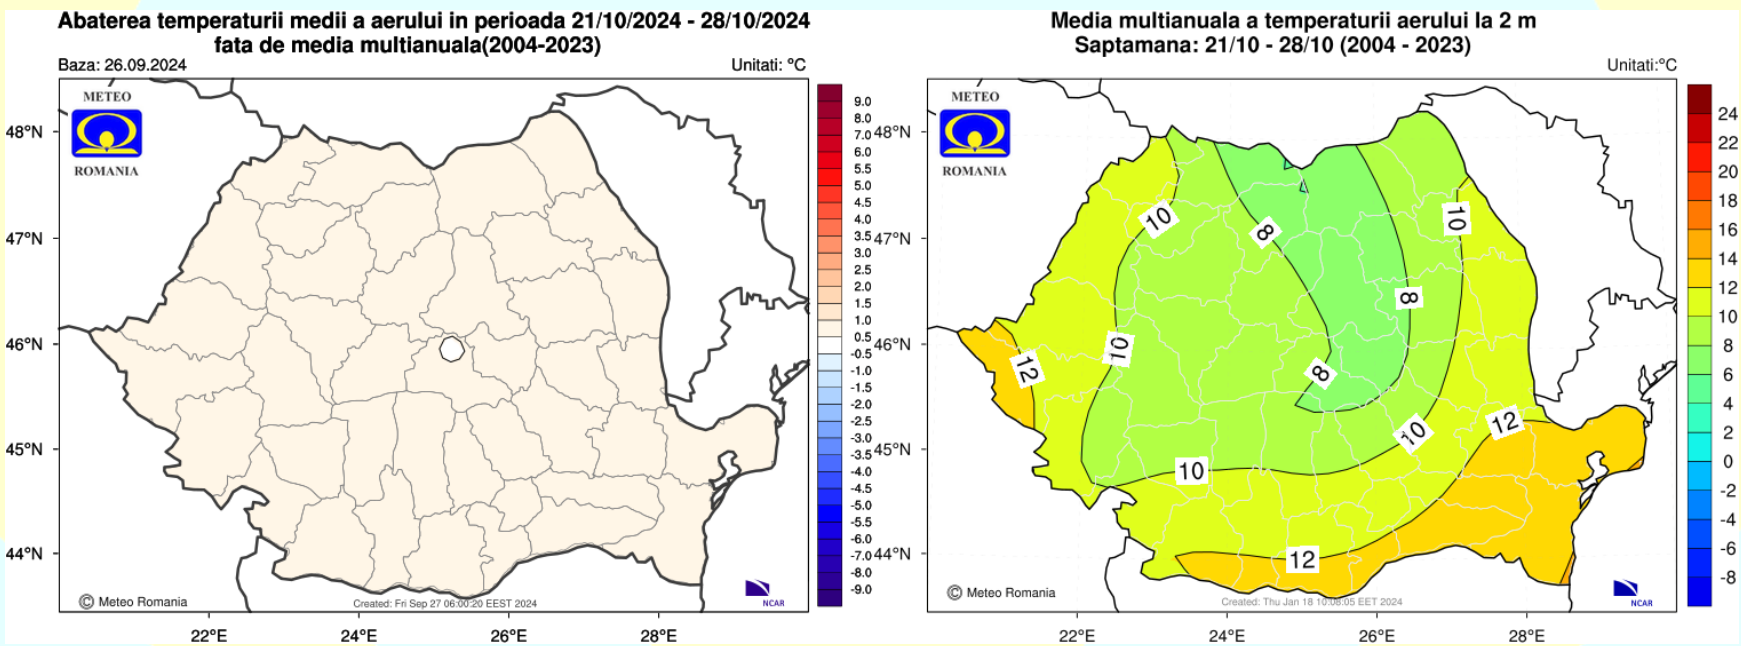 Abaterea temperaturii medii a aerului in perioada 21/10/2024 - 28/10/2024
fata de media multianuala(2004-2023)
Baza: 26.09.2024
Unitati: °C
METEO
ROMANIA
48°N
47°N
46°N
45°N
44°N
22°E
24°E
26°E
28°E
© Meteo Romania
Created: Fri Sep 27 06:00:20 EEST 2024
NCAR
9.0
8.0
7.0
6.0
5.5
5.0
4.5
4.0
3.5
3.0
2.5
2.0
1.5
1.0
0.5
-0.5
-1.0
-1.5
-2.0
-2.5
-3.0
-3.5
-4.0
-4.5
-5.0
-5.5
-6.0
-7.0
-8.0
-9.0
Media multianuala a temperaturii aerului la 2 m
Saptamana: 21/10 - 28/10 (2004 - 2023)
Unitati:°C
METEO
ROMANIA
48°N
47°N
46°N
45°N
44°N
10
8
10
8
10
12
8
10
12
10
12
22°E
24°E
26°E
28°E
© Meteo Romania
Created: Thu Jan 18 10:08:05 EET 2024
NCAR
24
22
20
18
16
14
12
10
8
6
4
2
0
-2
-4
-6
-8